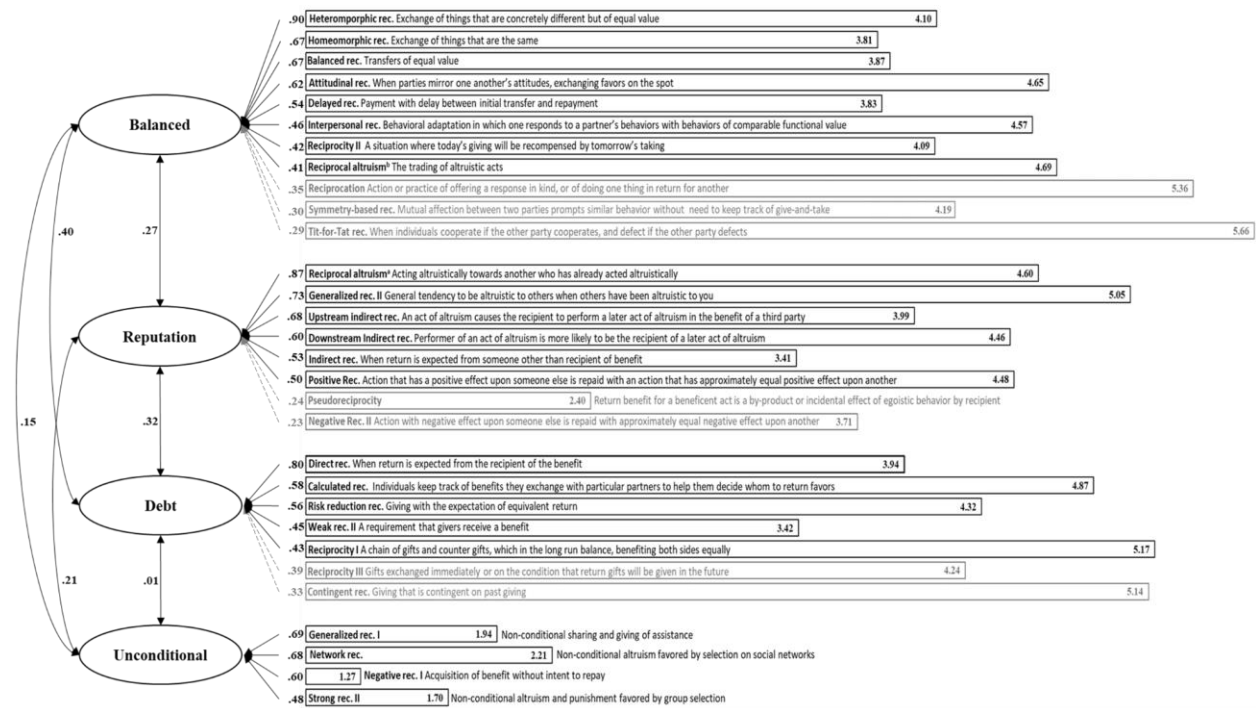 .90 Heteromporphic rec. Exchange of things that are concretely different but of equal value 4.10
.67 Homeomorphic rec. Exchange of things that are the same 3.81
.67 Balanced rec. Transfers of equal value 3.87
.62 Attitudinal rec. When parties mirror one another's attitudes, exchanging favors on the spot 4.65
.54 Delayed rec. Payment with delay between initial transfer and repayment 3.83
Balanced
.46 Interpersonal rec. Behavioral adaptation in which one responds to a partner's behaviors with behaviors of comparable functional value 4.57
.42 Reciprocity II A situation where today's giving will be recompensed by tomorrow's taking 4.09
.41 Reciprocal altruismᵇ The trading of altruistic acts 4.69
.35 Reciprocation Action or practice of offering a response in kind, or of doing one thing in return for another 5.36
.30 Symmetry-based rec. Mutual affection between two parties prompts similar behavior without need to keep track of give-and-take 4.19
.29 Tit-for-Tat rec. When individuals cooperate if the other party cooperates, and defect if the other party defects 5.66
.40 .27
.87 Reciprocal altruismᵃ Acting altruistically towards another who has already acted altruistically 4.60
.73 Generalized rec. II General tendency to be altruistic to others when others have been altruistic to you 5.05
.68 Upstream indirect rec. An act of altruism causes the recipient to perform a later act of altruism in the benefit of a third party 3.99
Reputation
.60 Downstream Indirect rec. Performer of an act of altruism is more likely to be the recipient of a later act of altruism 4.46
.53 Indirect rec. When return is expected from someone other than recipient of benefit 3.41
.50 Positive Rec. Action that has a positive effect upon someone else is repaid with an action that has approximately equal positive effect upon another 4.48
.24 Pseudoreciprocity 2.40 Return benefit for a beneficent act is a by-product or incidental effect of egoistic behavior by recipient
.23 Negative Rec. II Action with negative effect upon someone else is repaid with approximately equal negative effect upon another 3.71
.15 .32
.80 Direct rec. When return is expected from the recipient of the benefit 3.94
.58 Calculated rec. Individuals keep track of benefits they exchange with particular partners to help them decide whom to return favors 4.87
Debt
.56 Risk reduction rec. Giving with the expectation of equivalent return 4.32
.45 Weak rec. II A requirement that givers receive a benefit 3.42
.43 Reciprocity I A chain of gifts and counter gifts, which in the long run balance, benefiting both sides equally 5.17
.39 Reciprocity III Gifts exchanged immediately or on the condition that return gifts will be given in the future 4.24
.33 Contingent rec. Giving that is contingent on past giving 5.14
.21 .01
.69 Generalized rec. I 1.94 Non-conditional sharing and giving of assistance
Unconditional
.68 Network rec. 2.21 Non-conditional altruism favored by selection on social networks
.60 1.27 Negative rec. I Acquisition of benefit without intent to repay
.48 Strong rec. II 1.70 Non-conditional altruism and punishment favored by group selection